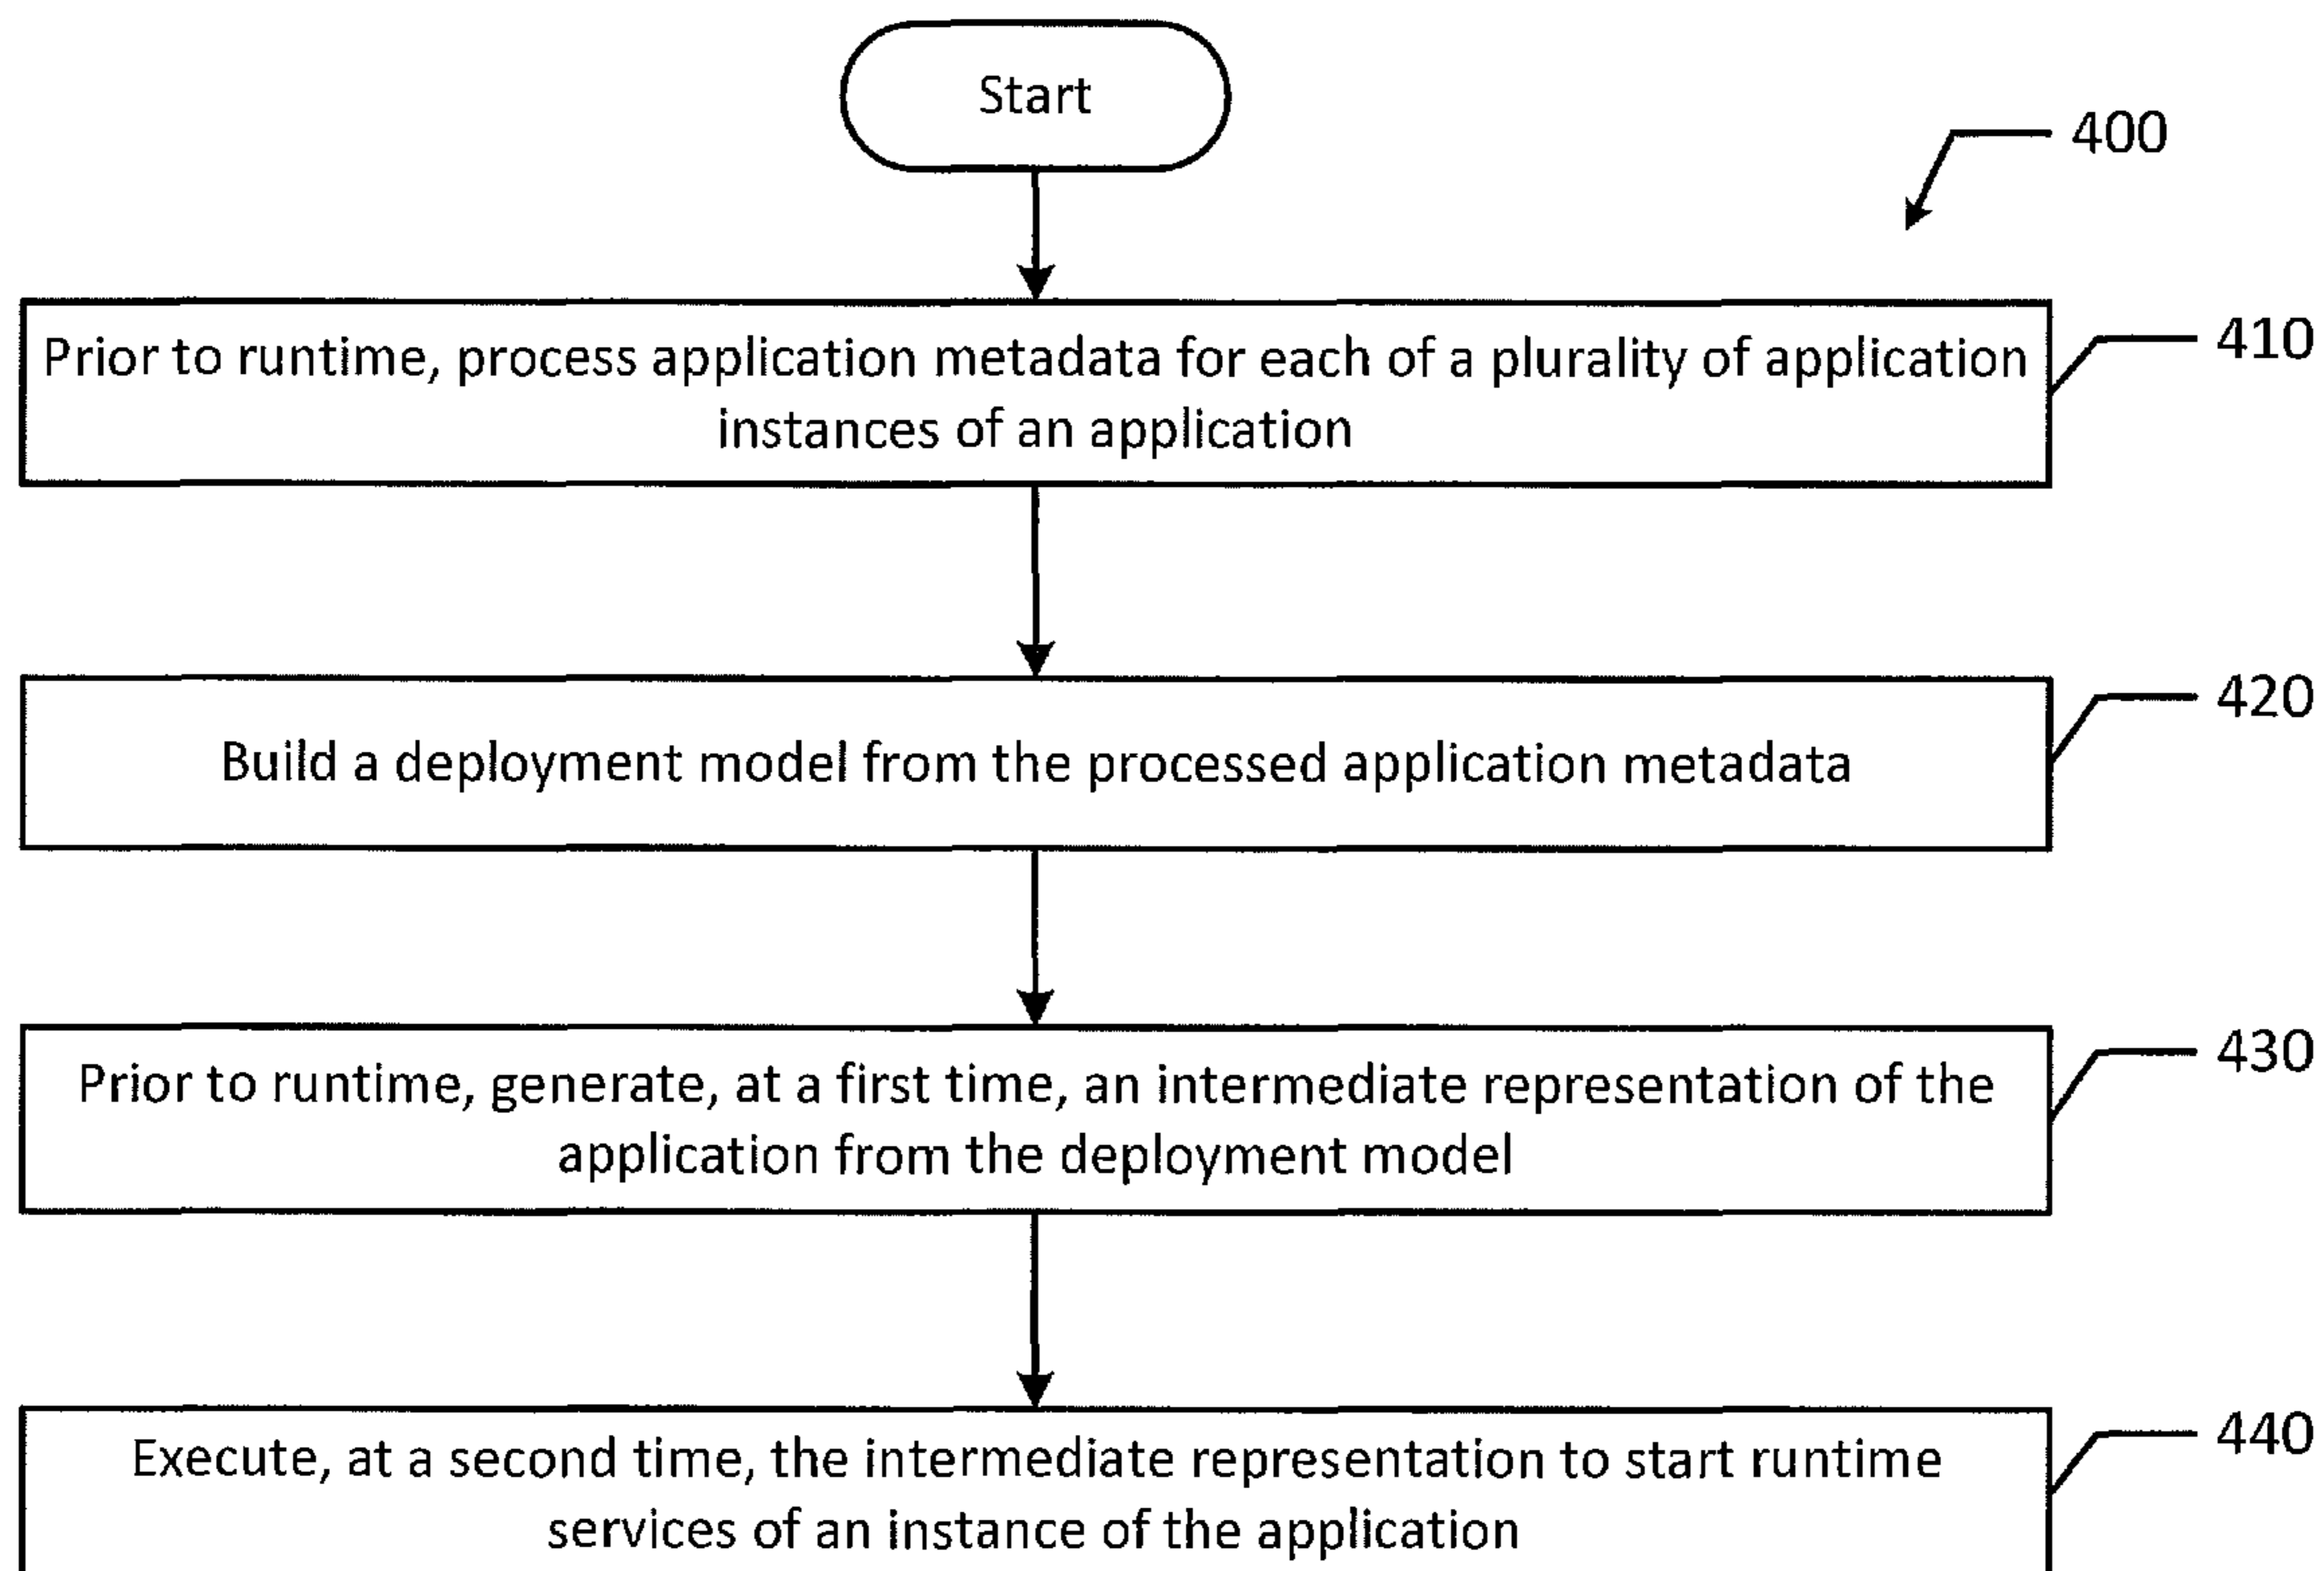 Start
400
Prior to runtime, process application metadata for each of a plurality of application
instances of an application
410
Build a deployment model from the processed application metadata
420
Prior to runtime, generate, at a first time, an intermediate representation of the
application from the deployment model
430
Execute, at a second time, the intermediate representation to start runtime
services of an instance of the application
440